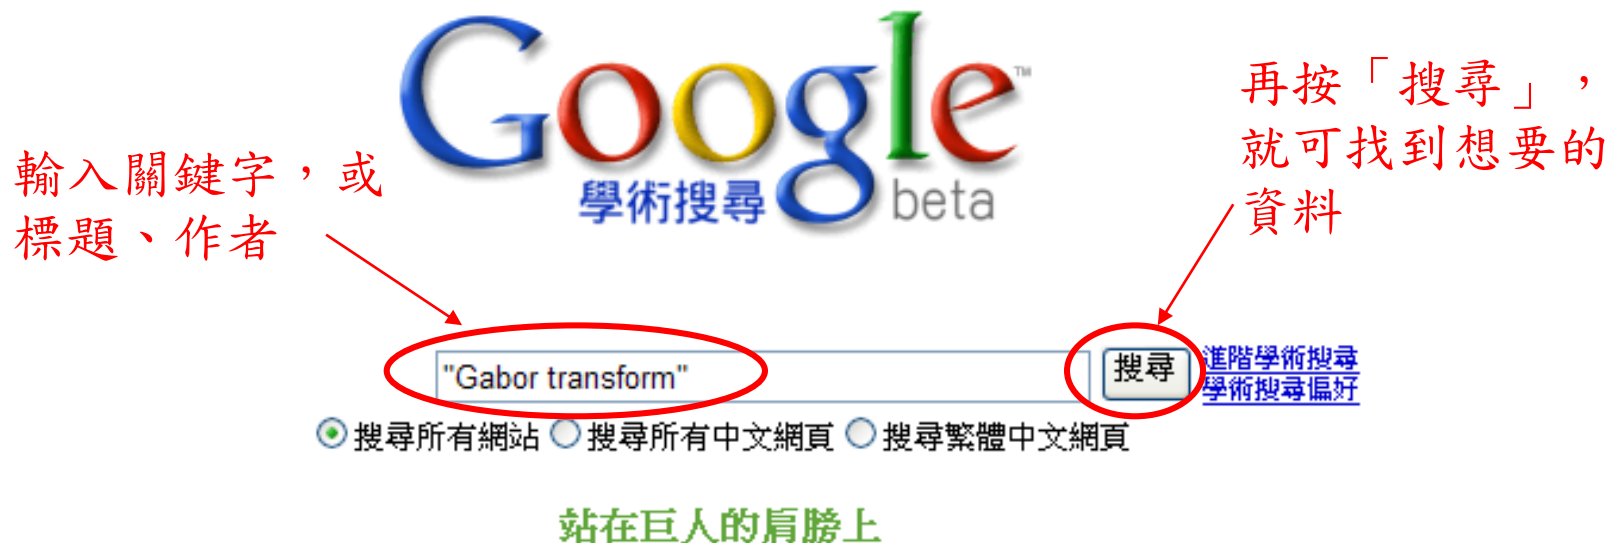 Google™
學術搜尋 beta
輸入關鍵字，或
標題、作者
再按「搜尋」，
就可找到想要的
資料
"Gabor transform"
搜尋
進階學術搜尋
學術搜尋偏好
搜尋所有網站 搜尋所有中文網頁 搜尋繁體中文網頁
站在巨人的肩膀上